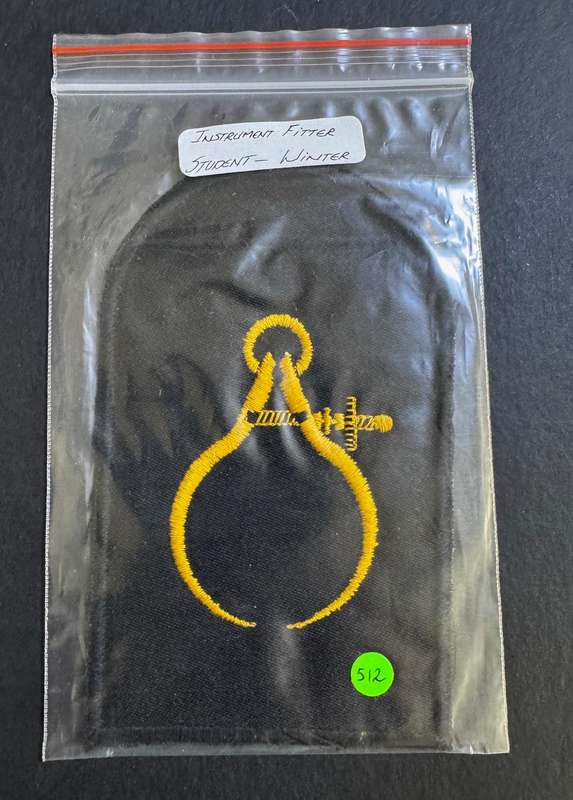 INSTRUMENT FITTER
STUDENT - WINTER
512